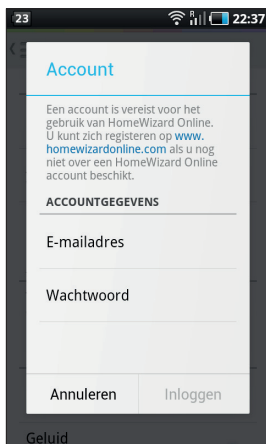 23
R
22:37
Account
Een account is vereist voor het
gebruik van HomeWizard Online.
U kunt zich registeren op www.
homewizardonline.com als u nog
niet over een HomeWizard Online
account beschikt.
ACCOUNTGEGEVENS
E-mailadres
Wachtwoord
Annuleren
Inloggen
Geluid